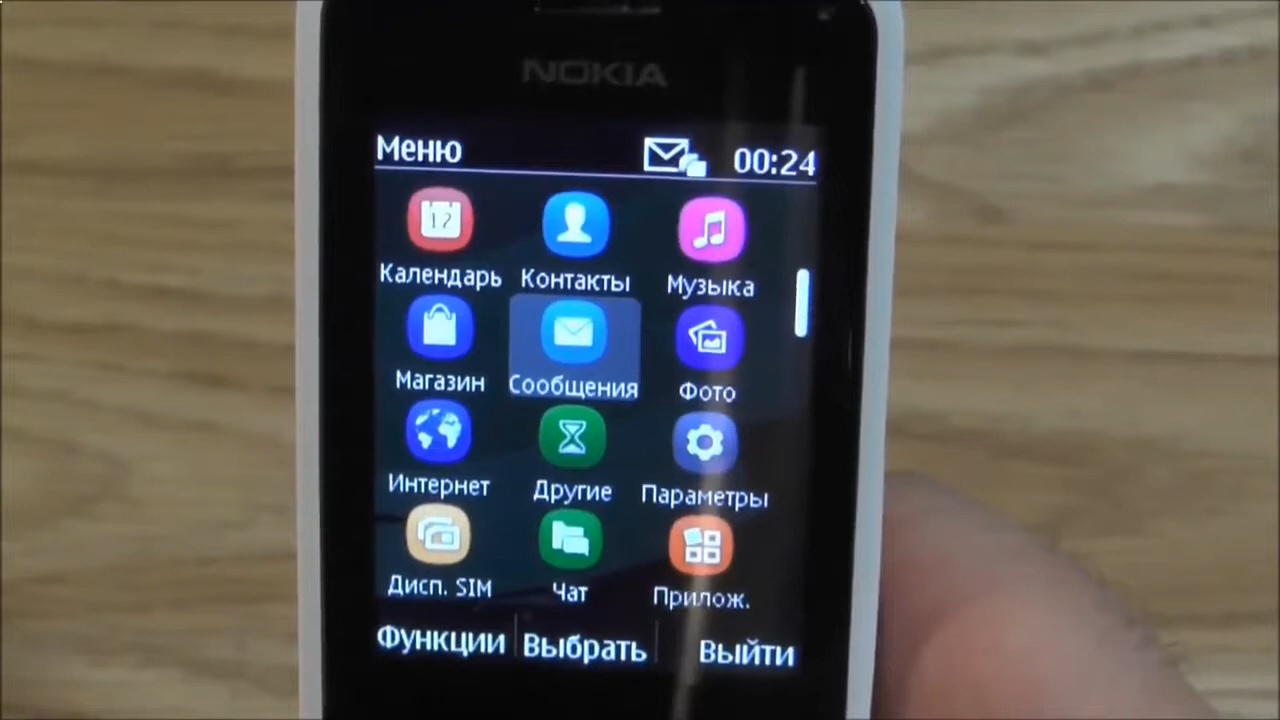 NOKIA
Меню 00:24
17
Календарь Контакты Музыка
Магазин Сообщения Фото
Интернет Другие Параметры
Дисп. SIM Чат Прилож.
Функции Выбрать Выйти